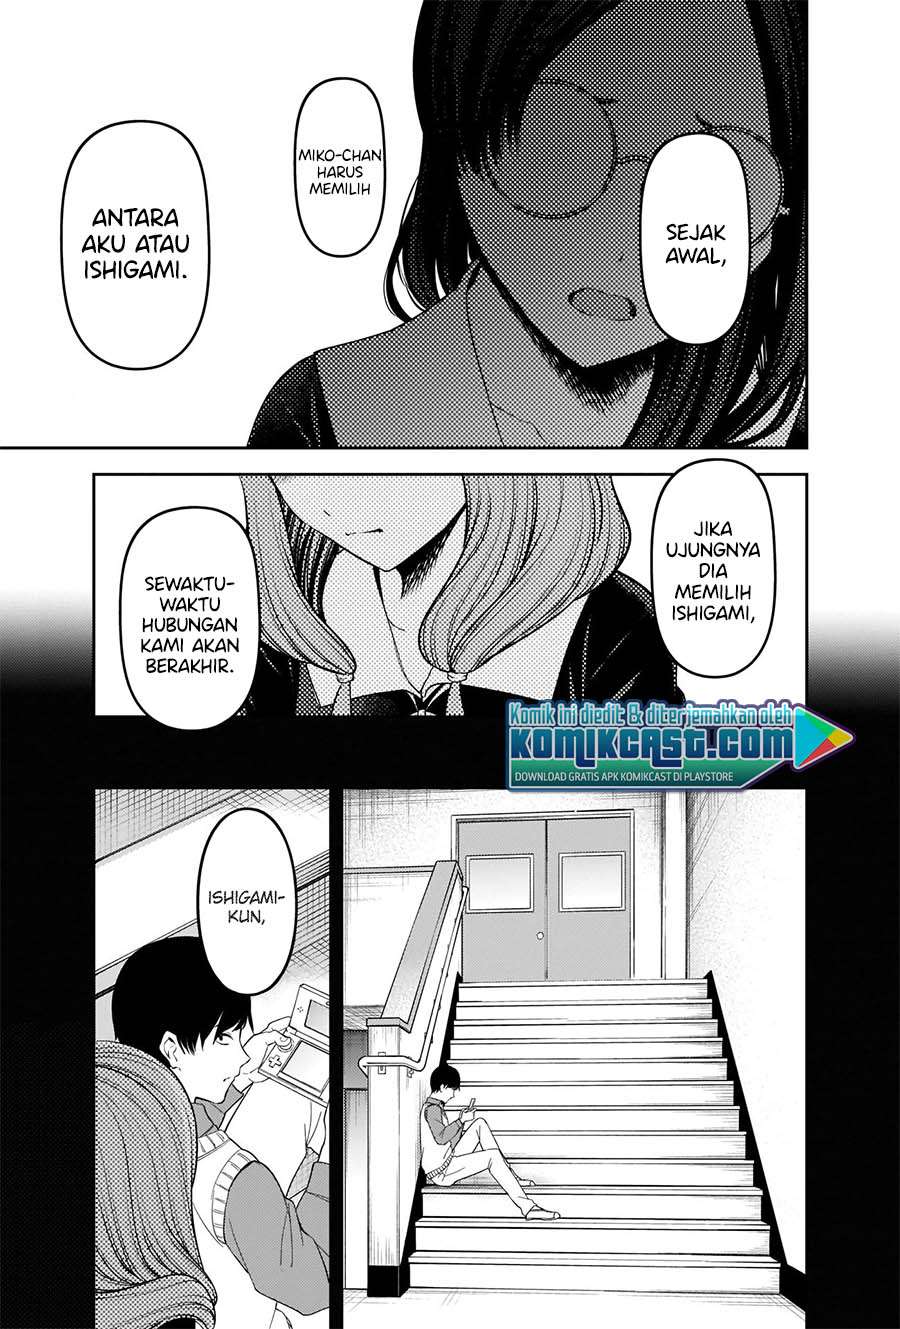 SEJAK
AWAL,
MIKO-CHAN
HARUS
MEMILIH
ANTARA
AKU ATAU
ISHIGAMI.
JIKA
UJUNGNYA
DIA
MEMILIH
ISHIGAMI,
SEWAKTU-
WAKTU
HUBUNGAN
KAMI AKAN
BERAKHIR.
Komik ini diedit & diterjemahkan oleh
KOMIKCAST.COM
DOWNLOAD GRATIS APK KOMIKCAST DI PLAYSTORE
ISHIGAMI-
KUN,